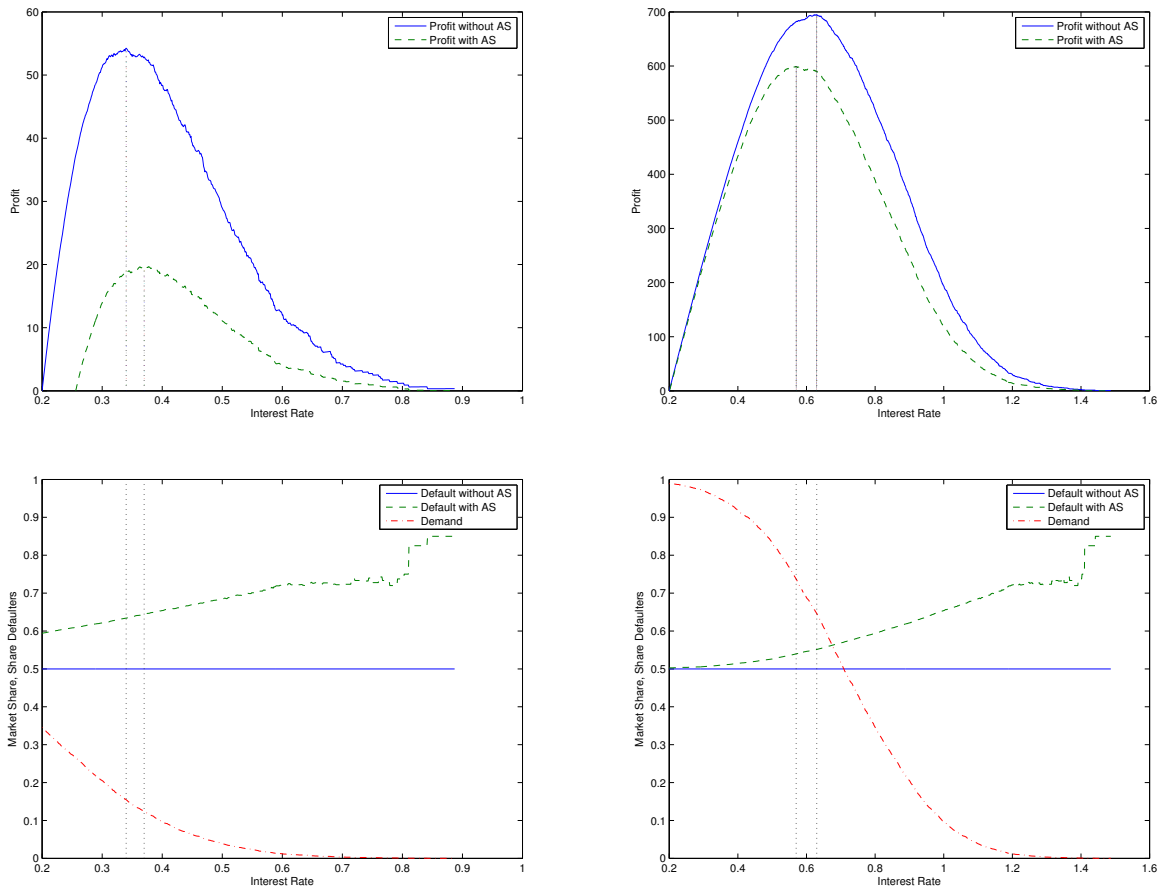 60
50
40
30
20
10
0
Profit
0.2 0.3 0.4 0.5 0.6 0.7 0.8 0.9 1
Interest Rate
Profit without AS
Profit with AS
700
600
500
400
300
200
100
0
Profit
0.2 0.4 0.6 0.8 1 1.2 1.4 1.6
Interest Rate
Profit without AS
Profit with AS
1
0.9
0.8
0.7
0.6
0.5
0.4
0.3
0.2
0.1
0
Market Share, Share Defaulters
0.2 0.3 0.4 0.5 0.6 0.7 0.8 0.9 1
Interest Rate
Default without AS
Default with AS
Demand
1
0.9
0.8
0.7
0.6
0.5
0.4
0.3
0.2
0.1
0
Market Share, Share Defaulters
0.2 0.4 0.6 0.8 1 1.2 1.4 1.6
Interest Rate
Default without AS
Default with AS
Demand